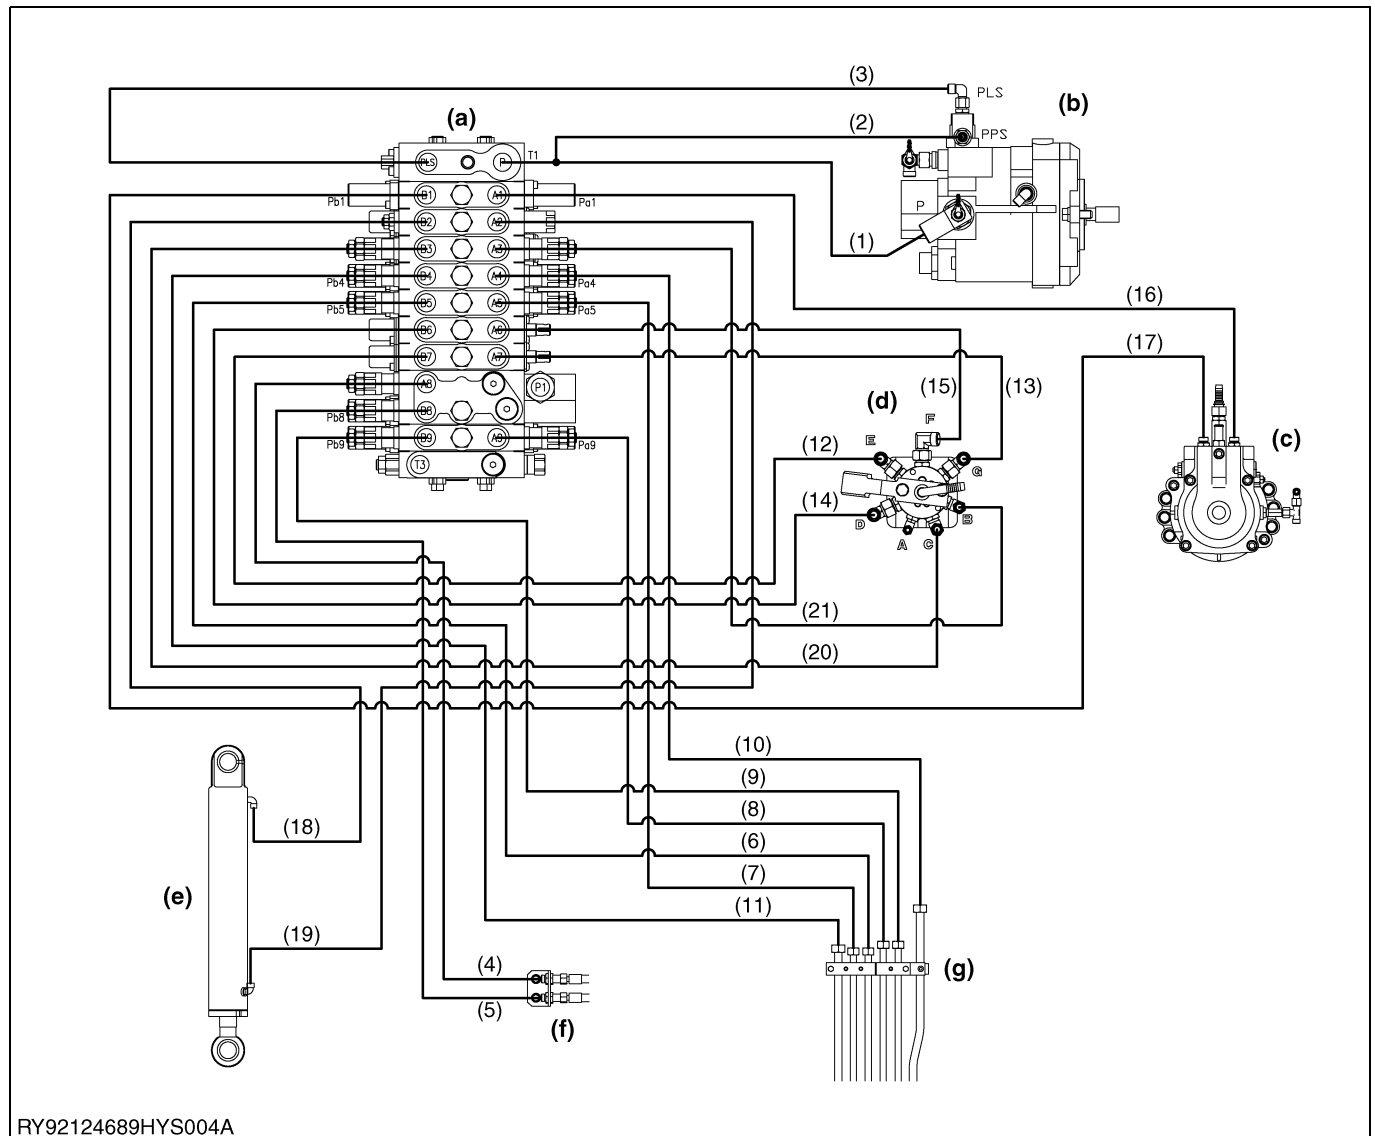 (3)
PLS
(b)
(a)
(2)
PPS
T1
PLS
P
B1
A1
Pb1
Pa1
P
B2
A2
B3
A3
(1)
B4
A4
Pb4
Pa4
B5
A5
Pb5
Pa5
(16)
B6
A6
(17)
B7
A7
A8
P1
(15)
(13)
(d)
B8
Pb8
F
B9
A9
Pb9
Pa9
E
(12)
(c)
T3
G
(14)
D
B
A
C
(21)
(20)
(10)
(9)
(8)
(18)
(6)
(7)
(e)
(11)
(19)
(4)
(g)
(5)
(f)
RY92124689HYS004A